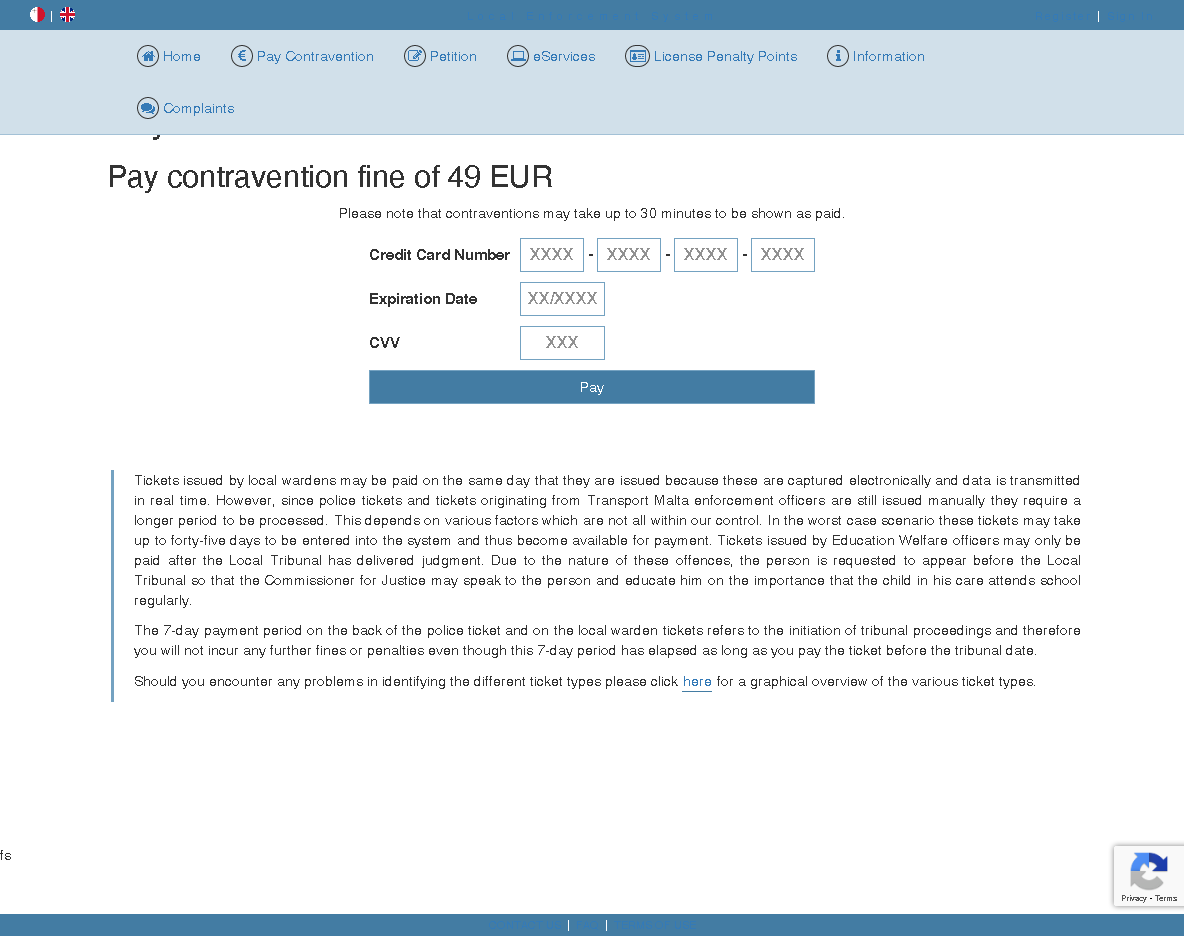 |
|
Home Pay Contravention Petition eServices License Penalty Points Information
Complaints
Pay contravention fine of 49 EUR
Please note that contraventions may take up to 30 minutes to be shown as paid.
Credit Card Number XXXX - XXXX - XXXX - XXXX
Expiration Date XX/XXXX
CVV XXX
Pay
Tickets issued by local wardens may be paid on the same day that they are issued because these are captured electronically and data is transmitted
in real time. However, since police tickets and tickets originating from Transport Malta enforcement officers are still issued manually they require a
longer period to be processed. This depends on various factors which are not all within our control. In the worst case scenario these tickets may take
up to forty-five days to be entered into the system and thus become available for payment. Tickets issued by Education Welfare officers may only be
paid after the Local Tribunal has delivered judgment. Due to the nature of these offences, the person is requested to appear before the Local
Tribunal so that the Commissioner for Justice may speak to the person and educate him on the importance that the child in his care attends school
regularly.
The 7-day payment period on the back of the police ticket and on the local warden tickets refers to the initiation of tribunal proceedings and therefore
you will not incur any further fines or penalties even though this 7-day period has elapsed as long as you pay the ticket before the tribunal date.
Should you encounter any problems in identifying the different ticket types please click here for a graphical overview of the various ticket types.
fs
Privacy - Terms
| |